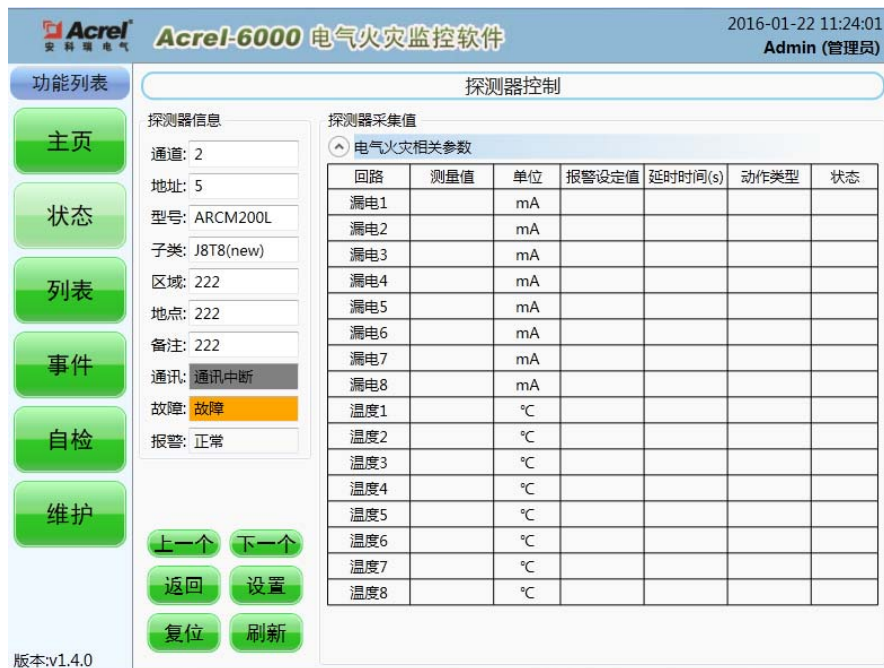 Acrel
安科瑞电气
Acrel-6000 电气火灾监控软件
2016-01-22 11:24:01
Admin (管理员)
功能列表
主页
状态
列表
事件
自检
维护
版本:v1.4.0
探测器控制
探测器信息
通道: 2
地址: 5
型号: ARCM200L
子类: J8T8(new)
区域: 222
地点: 222
备注: 222
通讯: 通讯中断
故障: 故障
报警: 正常
上一个 下一个
返回 设置
复位 刷新
探测器采集值
电气火灾相关参数
回路 测量值 单位 报警设定值 延时时间(s) 动作类型 状态
漏电1 mA
漏电2 mA
漏电3 mA
漏电4 mA
漏电5 mA
漏电6 mA
漏电7 mA
漏电8 mA
温度1 ℃
温度2 ℃
温度3 ℃
温度4 ℃
温度5 ℃
温度6 ℃
温度7 ℃
温度8 ℃